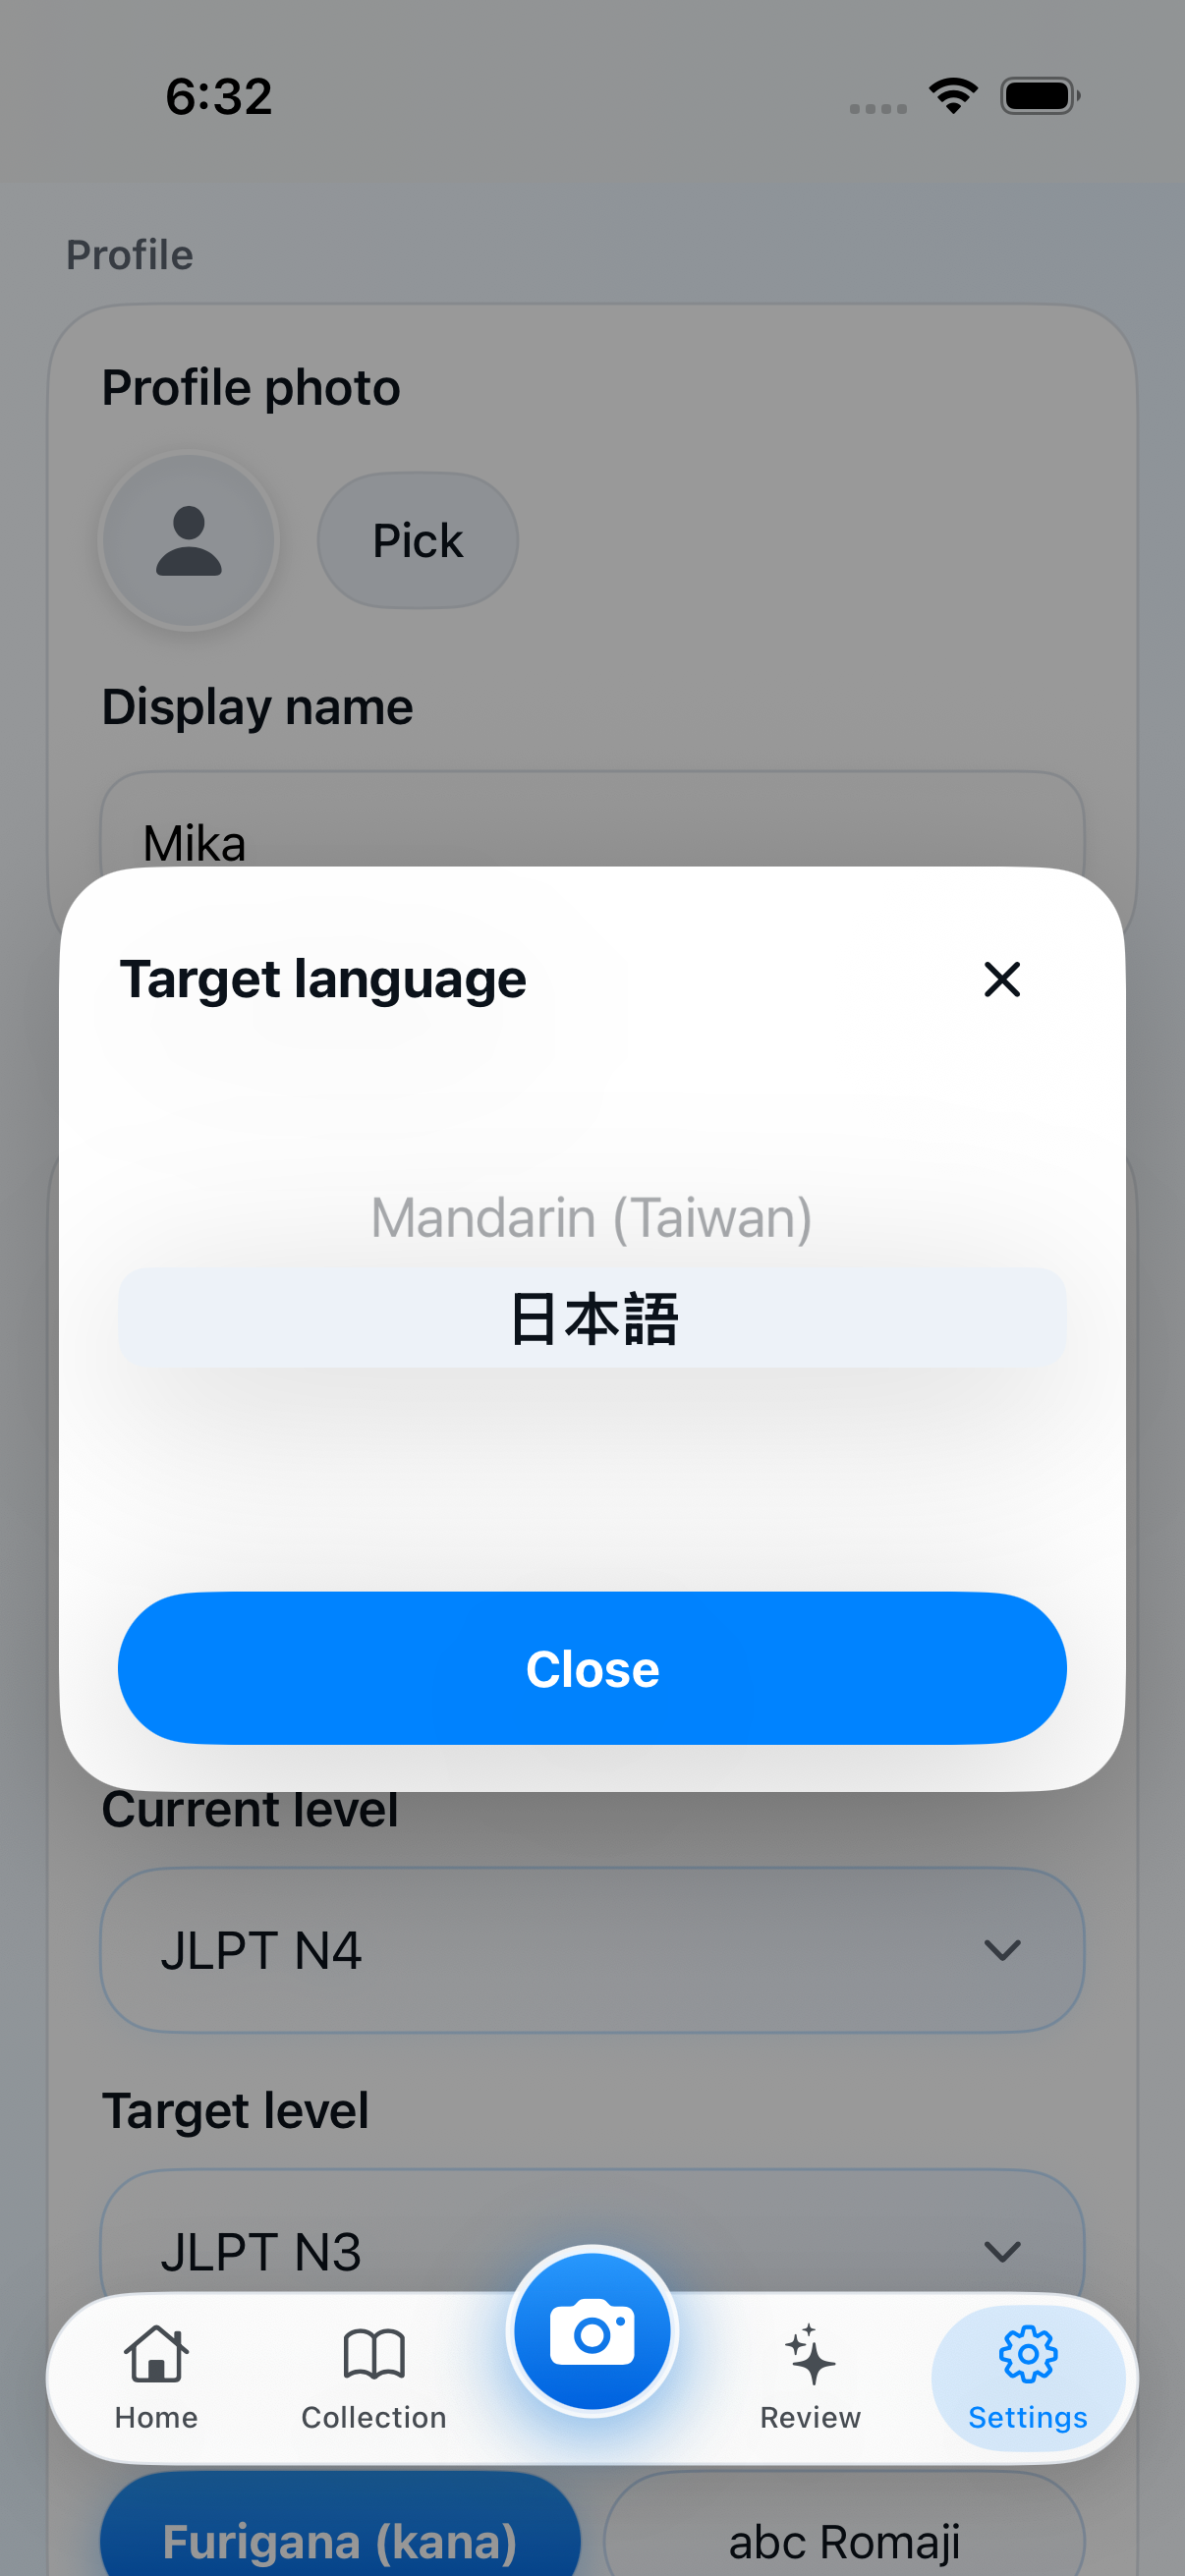 6:32
Profile
Profile photo
Pick
Display name
Mika
Target language
Mandarin (Taiwan)
日本語
Close
Current level
JLPT N4
Target level
JLPT N3
Home
Collection
Review
Settings
Furigana (kana)
abc Romaji